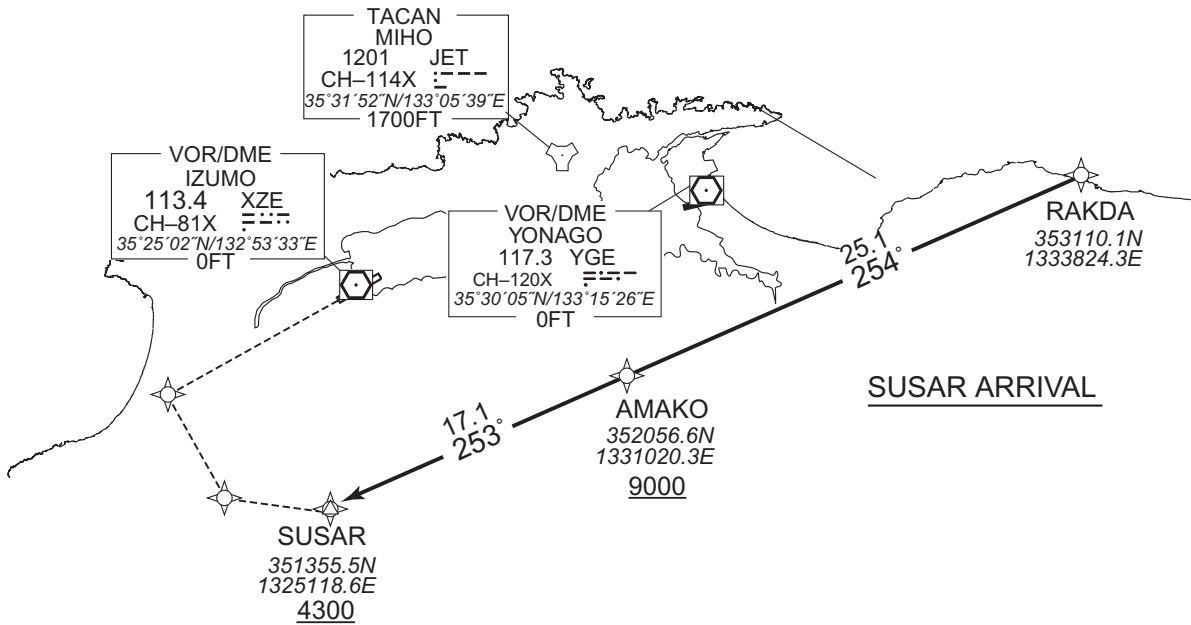 TACAN
MIHO
1201 JET
CH–114X
35°31´52˝N/133°05´39˝E
1700FT
VOR/DME
IZUMO
113.4 XZE
CH–81X
35°25´02˝N/132°53´33˝E
0FT
VOR/DME
YONAGO
117.3 YGE
CH–120X
35°30´05˝N/133°15´26˝E
0FT
RAKDA
353110.1N
1333824.3E
25.1
254°
SUSAR ARRIVAL
AMAKO
352056.6N
1331020.3E
9000
17.1
253°
SUSAR
351355.5N
1325118.6E
4300